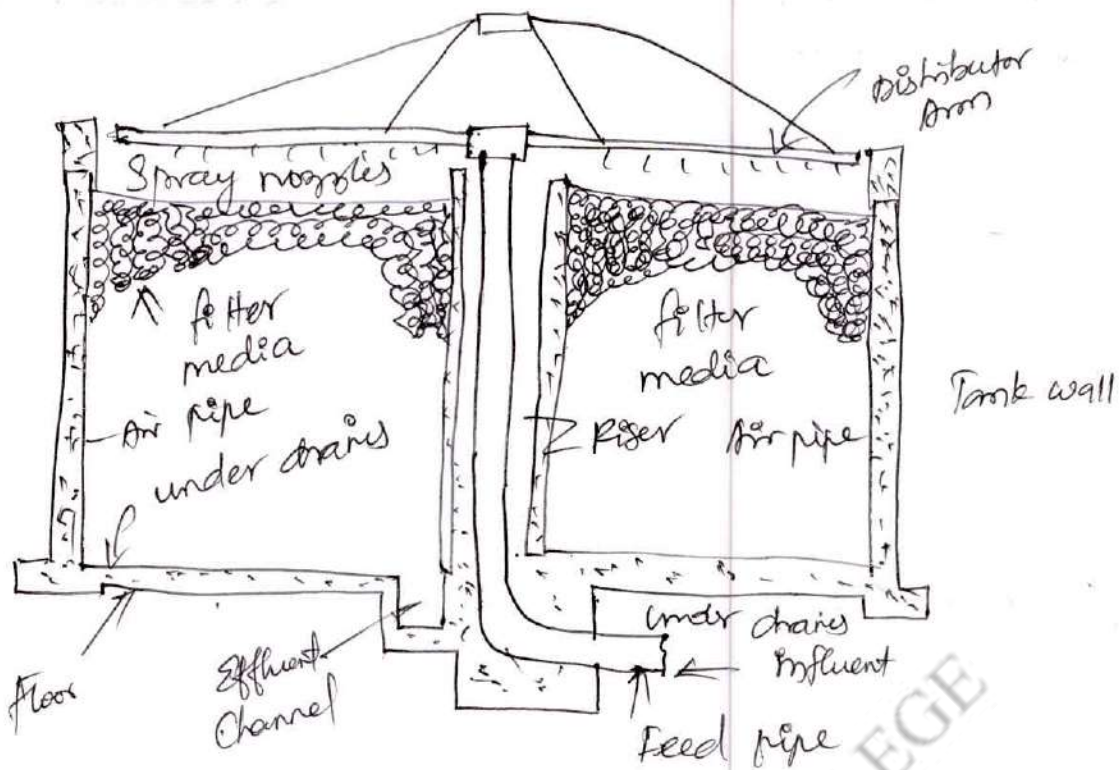 Distributor
Arm
Spray nozzles
filter
media
filter
media
Tank wall
Air pipe
Riser
Air pipe
under drains
under drains
Influent
Floor
Effluent
Channel
Feed pipe
EGE